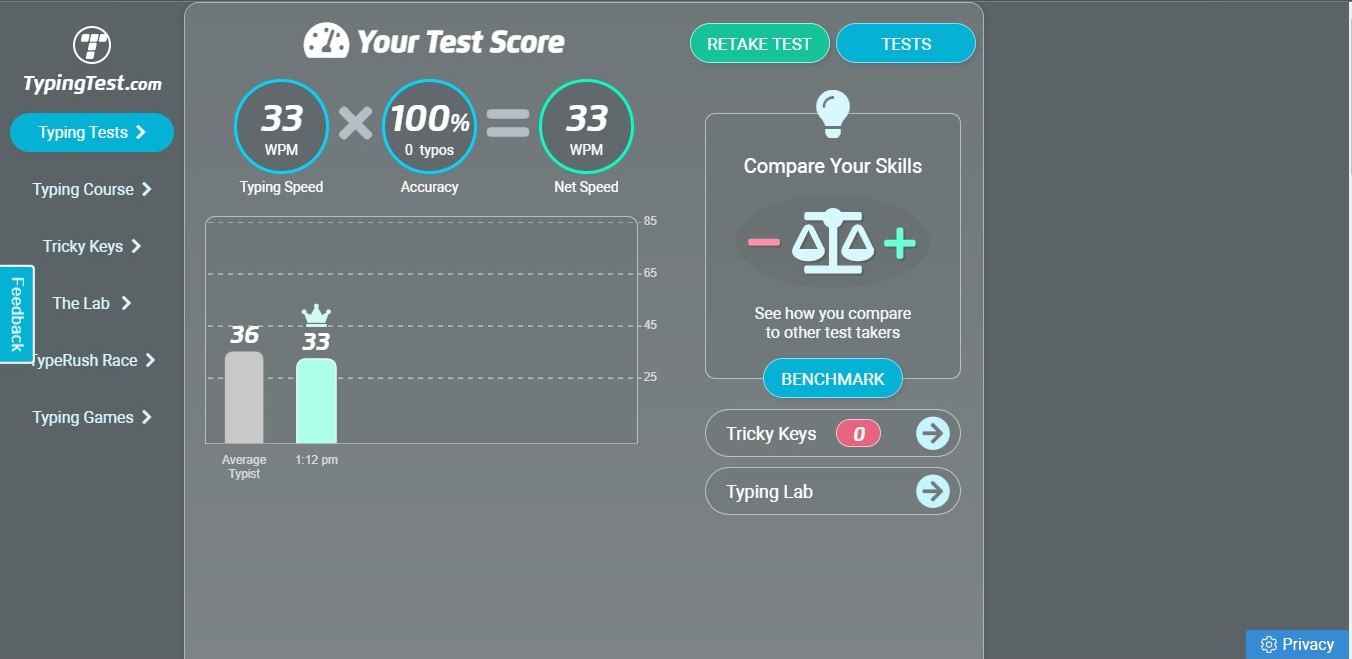 TypingTest.com
Typing Tests
Typing Course
Tricky Keys
The Lab
TypeRush Race
Typing Games
Feedback
Your Test Score
RETAKE TEST
TESTS
33
WPM
Typing Speed
100%
0 typos
Accuracy
33
WPM
Net Speed
85
65
45
25
36
33
Average
Typist
1:12 pm
Compare Your Skills
See how you compare
to other test takers
BENCHMARK
Tricky Keys 0
Typing Lab
Privacy